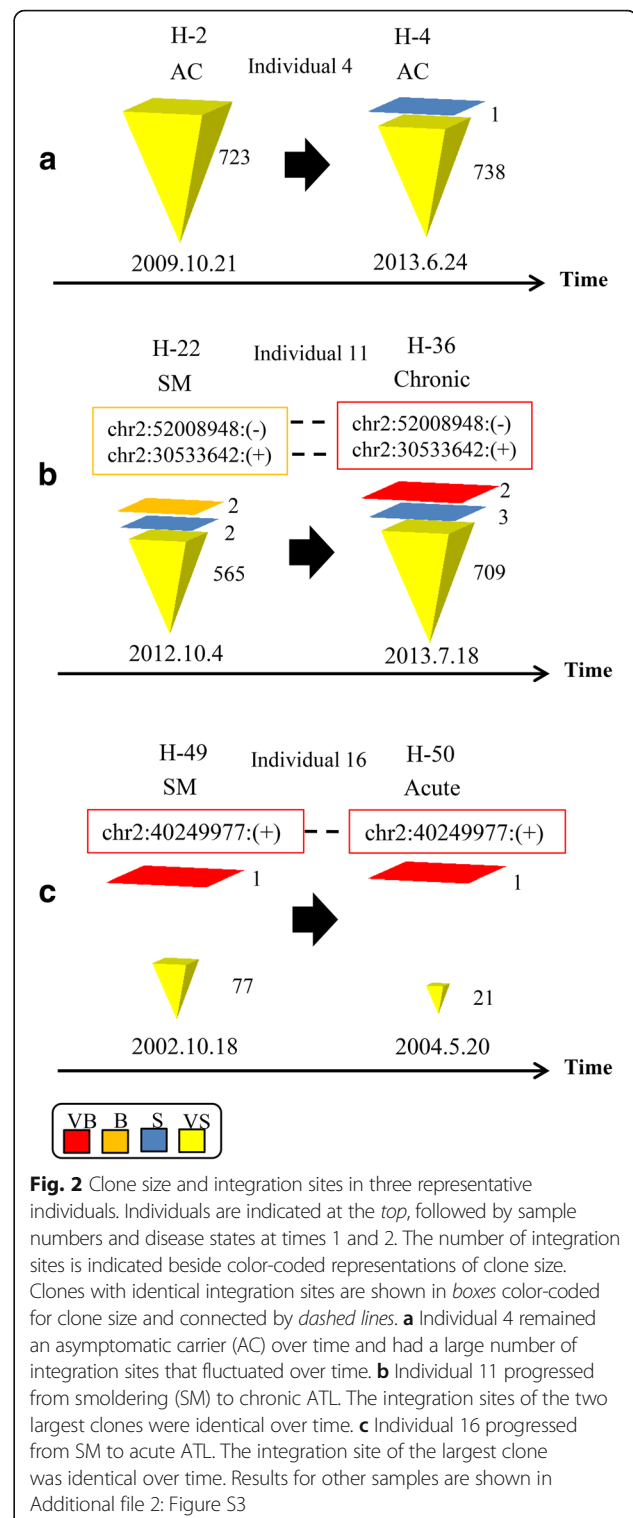 H-2 H-4
Individual 4
AC AC
1
a
723 738
2009.10.21 2013.6.24
Time
H-22 Individual 11 H-36
SM Chronic
chr2:52008948:(-) chr2:52008948:(-)
chr2:30533642:(+) chr2:30533642:(+)
b
2 2
2 3
565 709
2012.10.4 2013.7.18
Time
H-49 Individual 16 H-50
SM Acute
chr2:40249977:(+) chr2:40249977:(+)
1 1
c
77 21
2002.10.18 2004.5.20
Time
VB B S VS
Fig. 2 Clone size and integration sites in three representative
individuals. Individuals are indicated at the top, followed by sample
numbers and disease states at times 1 and 2. The number of integration
sites is indicated beside color-coded representations of clone size.
Clones with identical integration sites are shown in boxes color-coded
for clone size and connected by dashed lines. a Individual 4 remained
an asymptomatic carrier (AC) over time and had a large number of
integration sites that fluctuated over time. b Individual 11 progressed
from smoldering (SM) to chronic ATL. The integration sites of the two
largest clones were identical over time. c Individual 16 progressed
from SM to acute ATL. The integration site of the largest clone
was identical over time. Results for other samples are shown in
Additional file 2: Figure S3